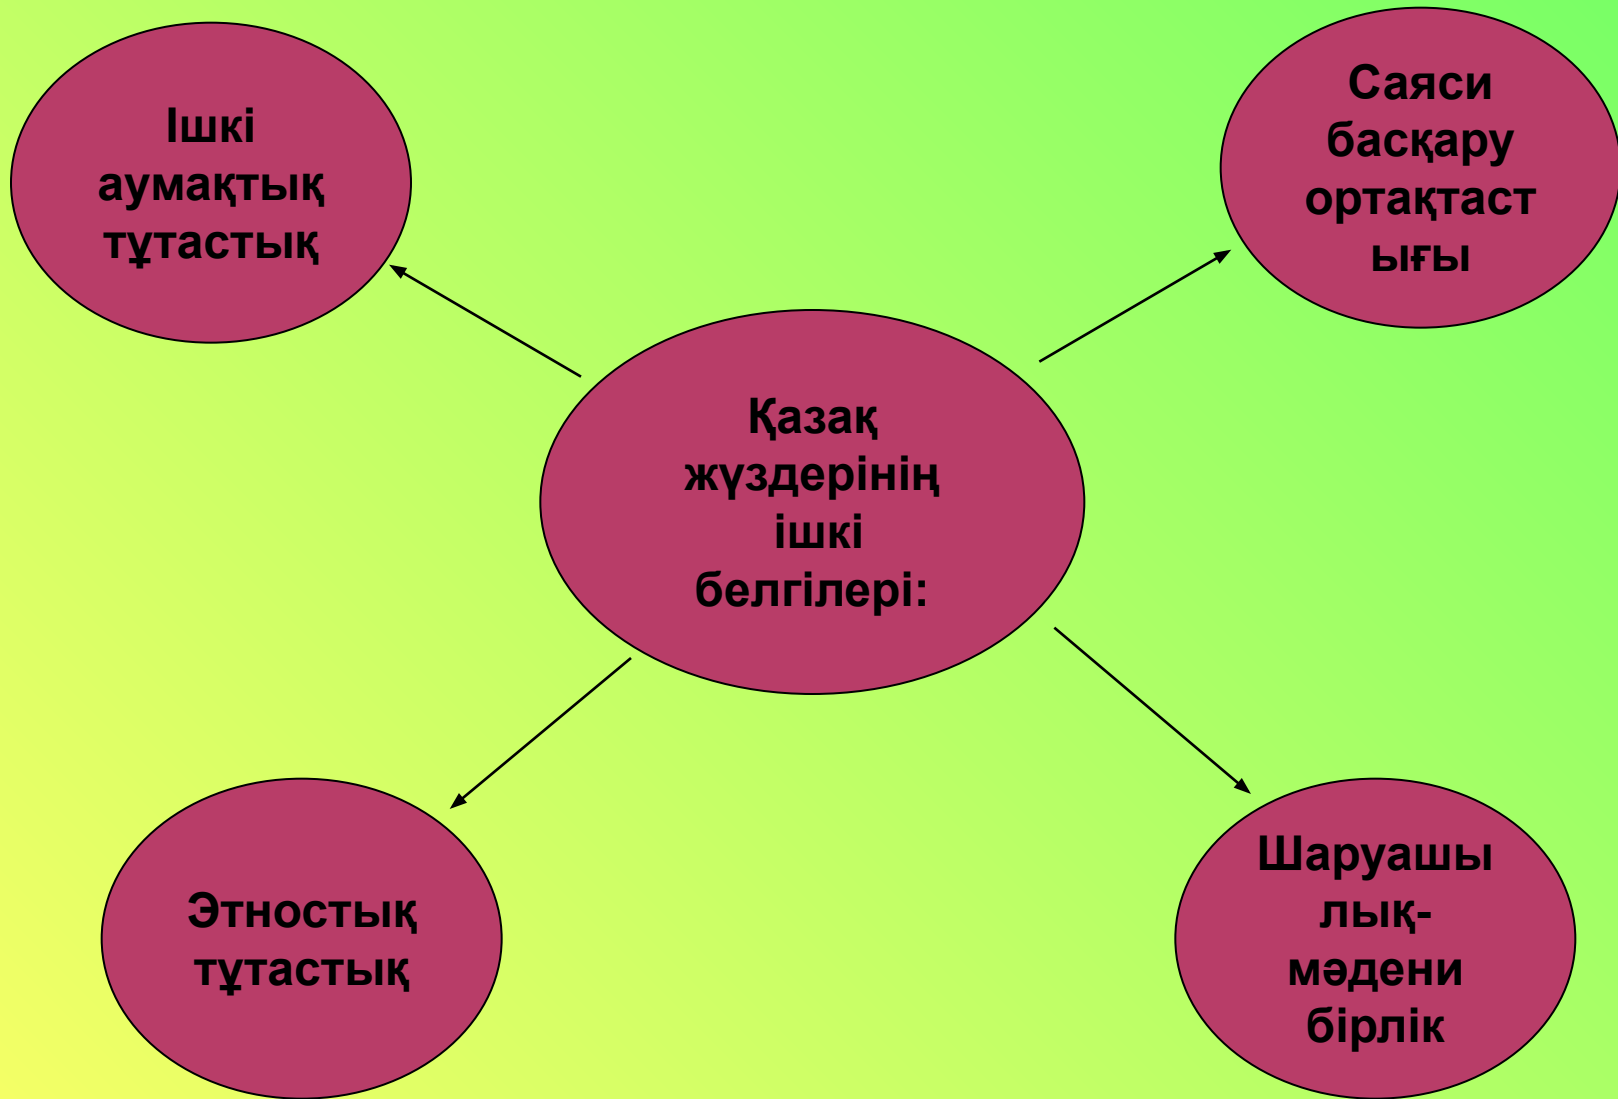 Ішкі
аумақтық
тұтастық
Саяси
басқару
ортақтаст
ығы
Қазақ
жүздерінің
ішкі
белгілері:
Этностық
тұтастық
Шаруашы
лық-
мәдени
бірлік